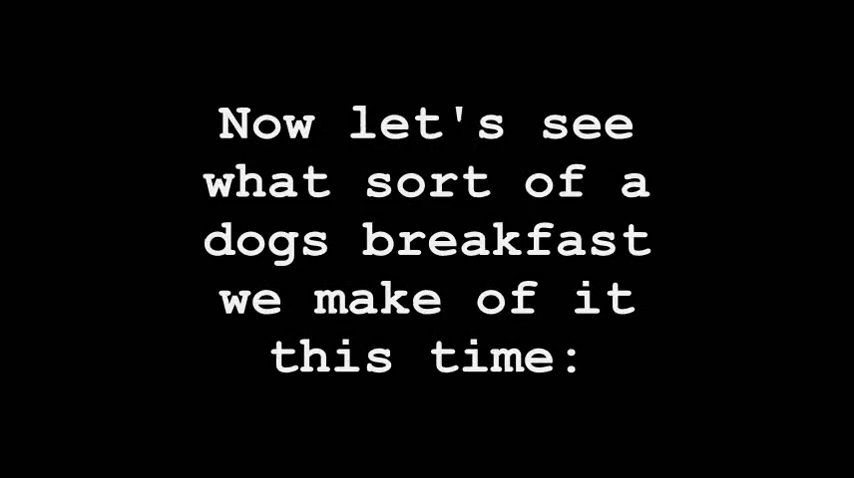 Now let's see
what sort of a
dogs breakfast
we make of it
this time: